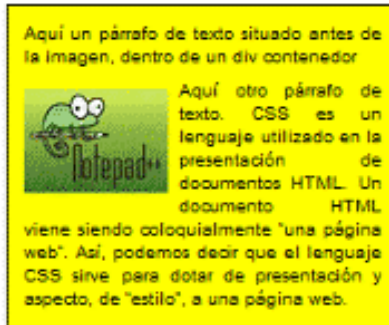 Aquí un párrafo de texto situado antes de
la imagen, dentro de un div contenedor
Aquí otro párrafo de
texto. CSS es un
lenguaje utilizado en la
presentación de
documentos HTML. Un
documento HTML
Notepad++
viene siendo coloquialmente "una página
web". Así, podemos decir que el lenguaje
CSS sirve para dotar de presentación y
aspecto, de "estilo", a una página web.